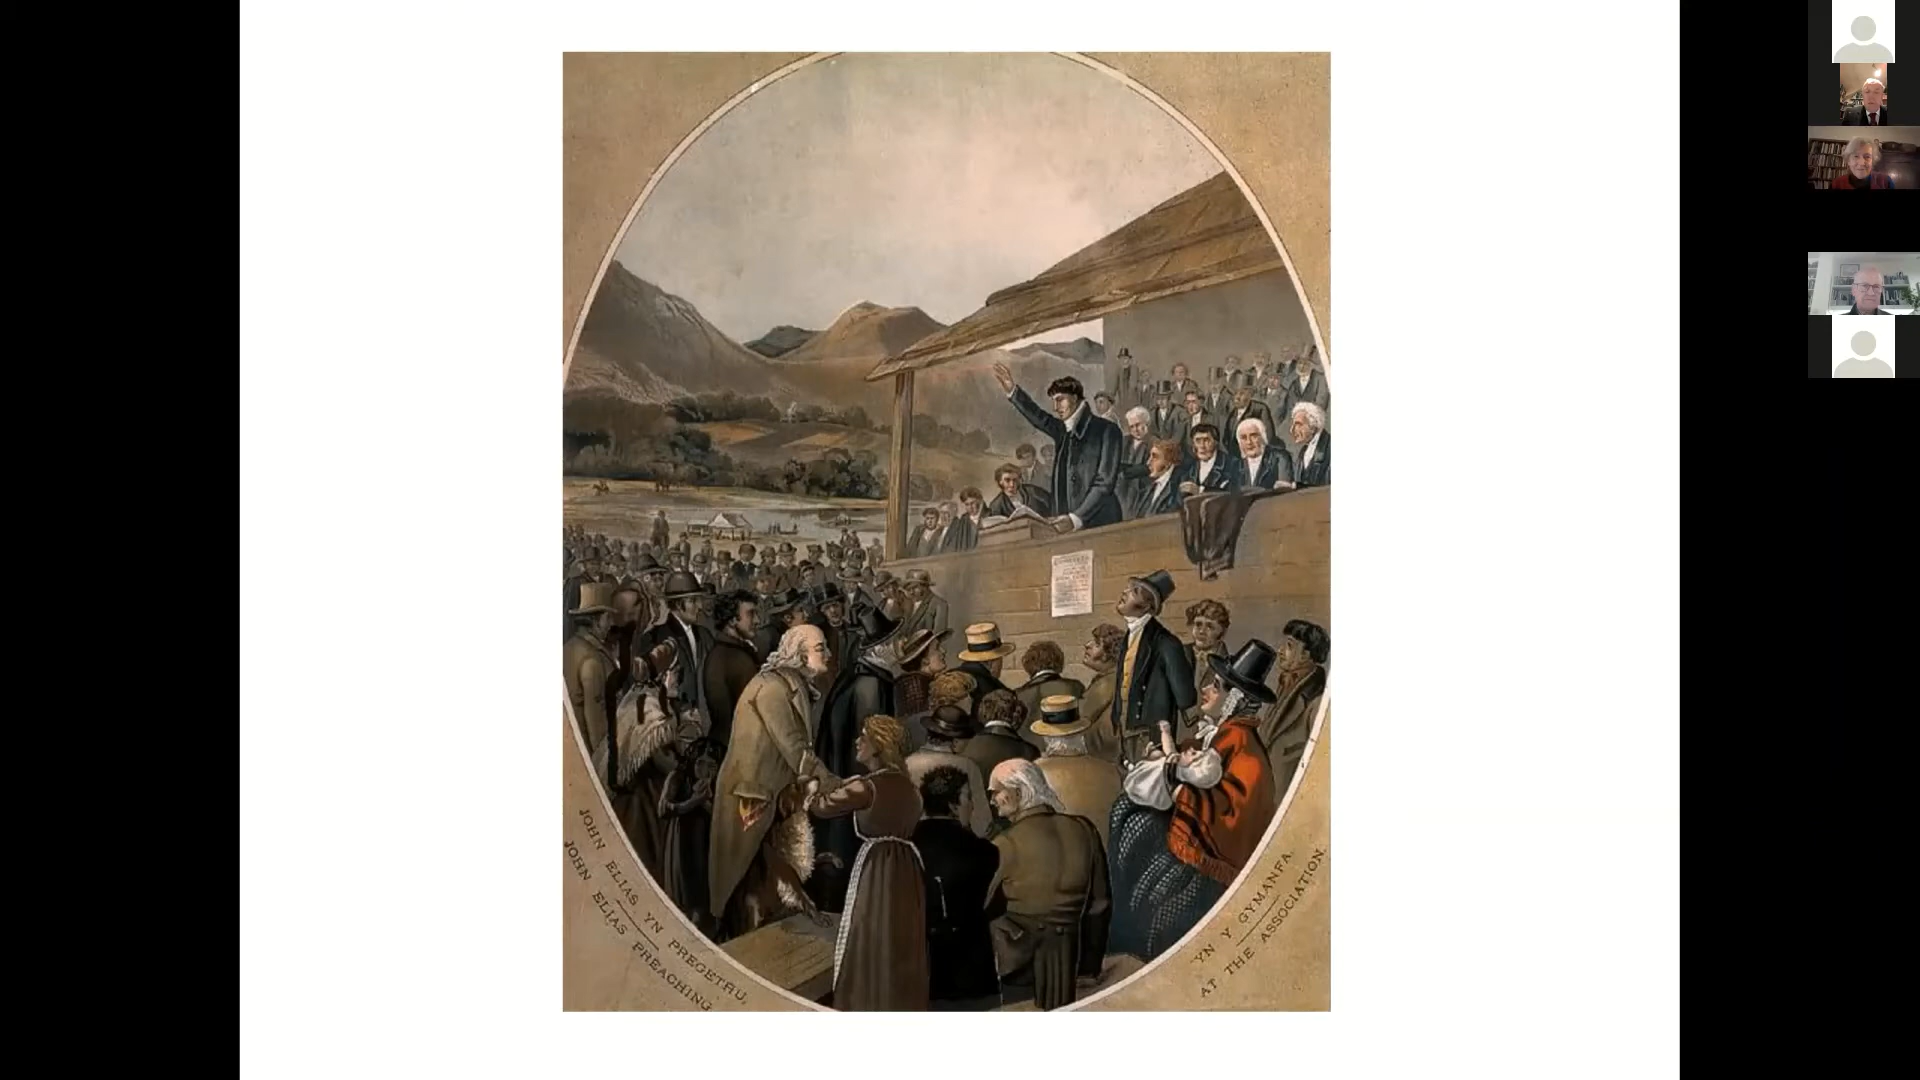 JOHN ELIAS YN PREGETHU,
JOHN ELIAS PREACHING
YN Y GYMANFA.
AT THE ASSOCIATION.